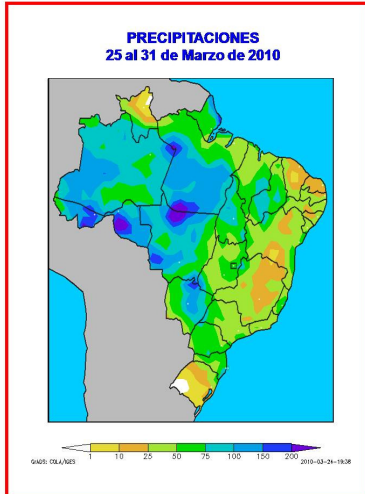 PRECIPITACIONES
25 al 31 de Marzo de 2010
1 10 25 50 75 100 150 200
GrADS: COLA/IGES
2010-03-26-19:38